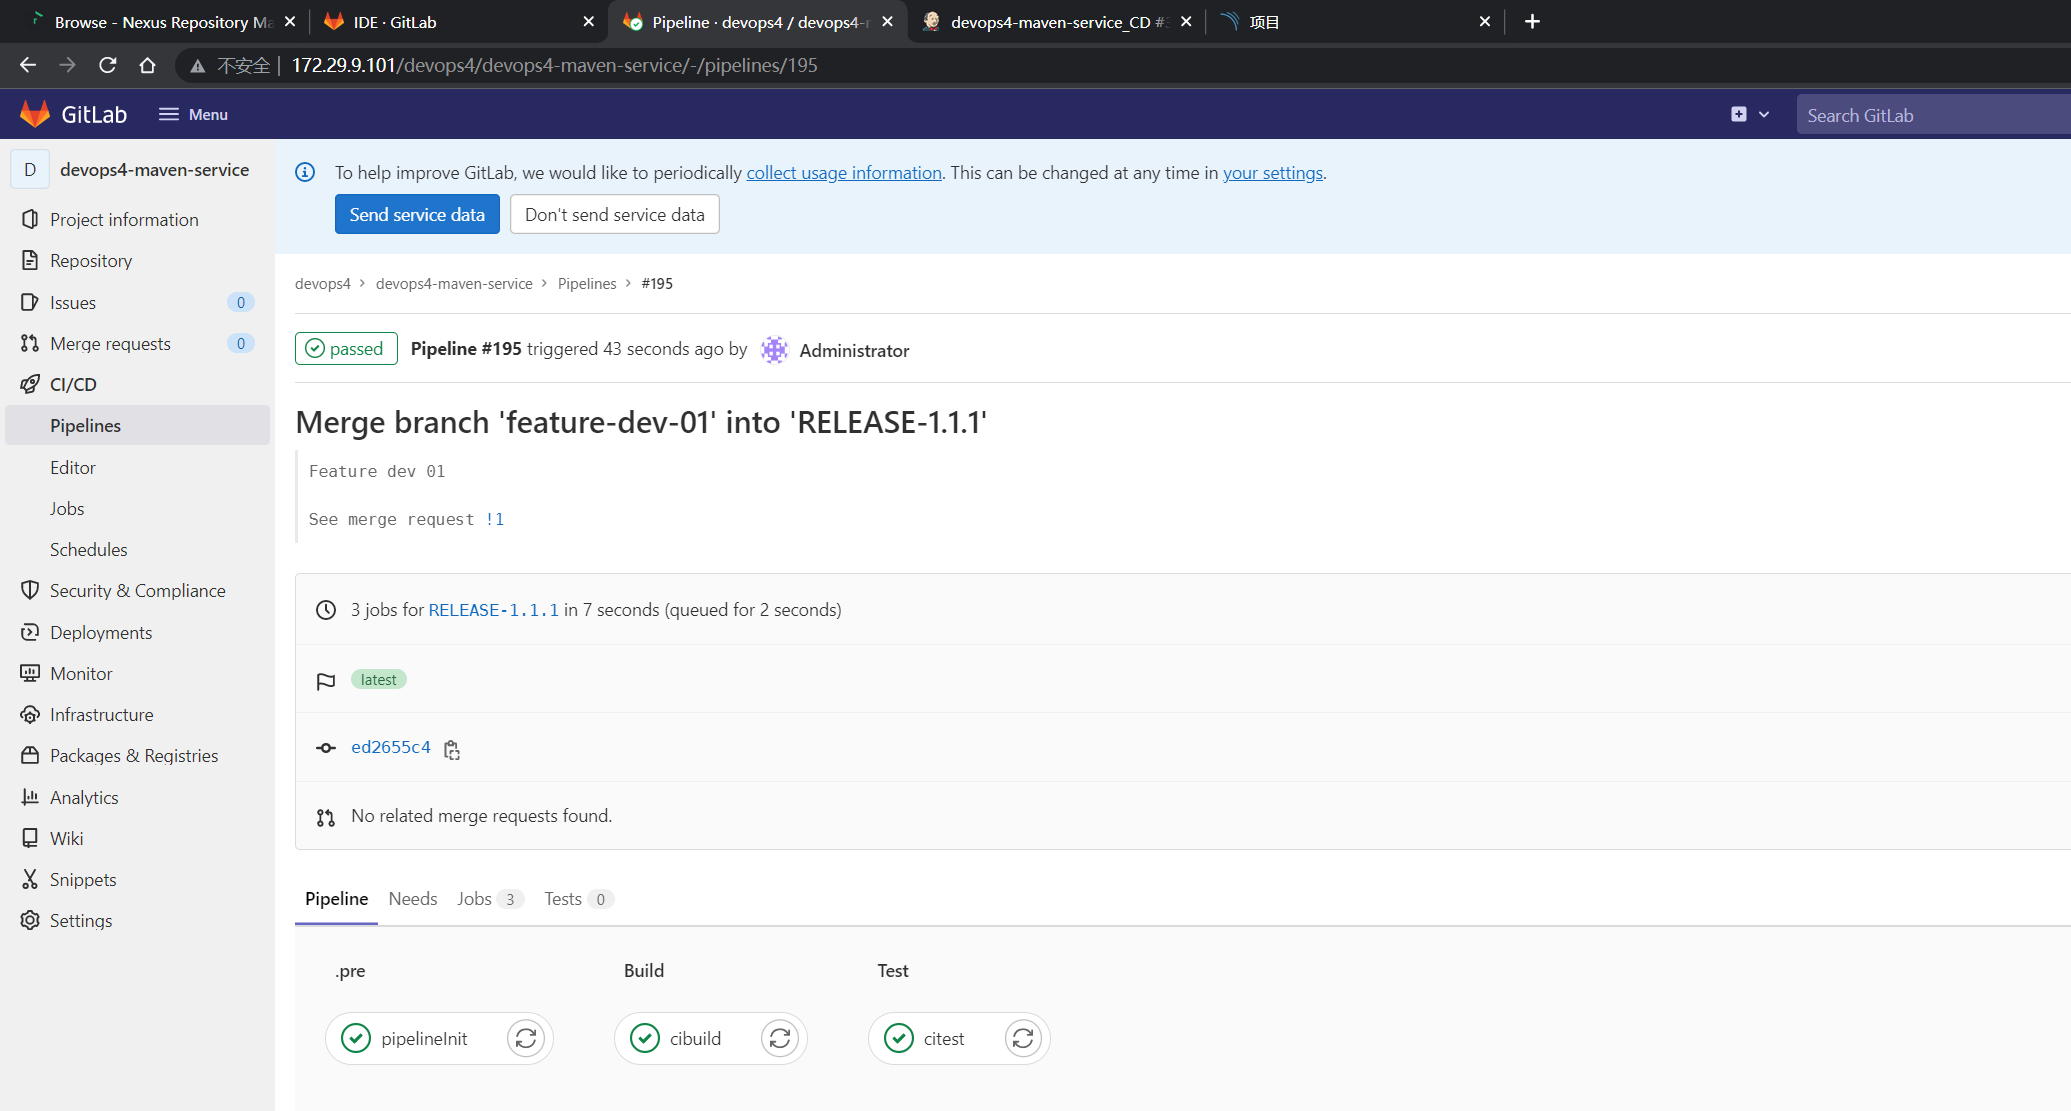 Browse - Nexus Repository Ma
IDE · GitLab
Pipeline · devops4 / devops4-r
devops4-maven-service_CD #3
项目
不安全 172.29.9.101/devops4/devops4-maven-service/-/pipelines/195
GitLab Menu Search GitLab
D devops4-maven-service
Project information
Repository
Issues 0
Merge requests 0
CI/CD
Pipelines
Editor
Jobs
Schedules
Security & Compliance
Deployments
Monitor
Infrastructure
Packages & Registries
Analytics
Wiki
Snippets
Settings
To help improve GitLab, we would like to periodically collect usage information. This can be changed at any time in your settings.
Send service data Don't send service data
devops4 > devops4-maven-service > Pipelines > #195
passed Pipeline #195 triggered 43 seconds ago by Administrator
Merge branch 'feature-dev-01' into 'RELEASE-1.1.1'
Feature dev 01
See merge request !1
3 jobs for RELEASE-1.1.1 in 7 seconds (queued for 2 seconds)
latest
ed2655c4
No related merge requests found.
Pipeline Needs Jobs 3 Tests 0
.pre Build Test
pipelineInit cibuild citest